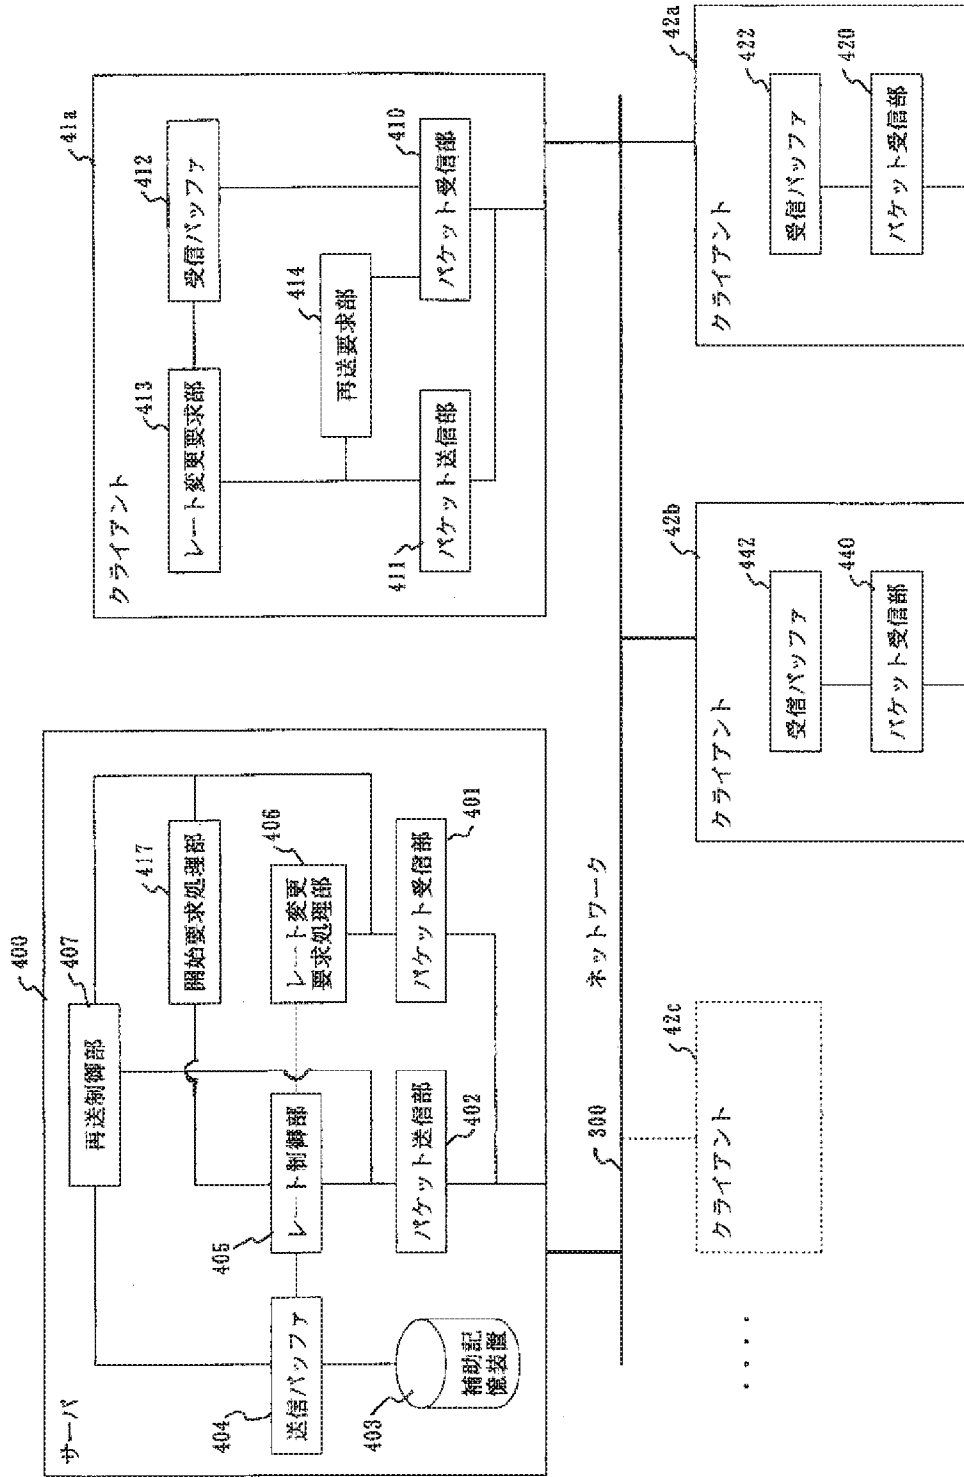 サーバ
400
再送制御部
407
開始要求処理部
417
送信バッファ
404
レート制御部
405
レート変更
要求処理部
406
補助記
憶装置
403
パケット送信部
402
パケット受信部
401
クライアント
41a
レート変更要求部
413
受信バッファ
412
再送要求部
414
パケット送信部
411
パケット受信部
410
ネットワーク
300
クライアント
42c
クライアント
42b
受信バッファ
442
パケット受信部
440
クライアント
42a
受信バッファ
422
パケット受信部
420